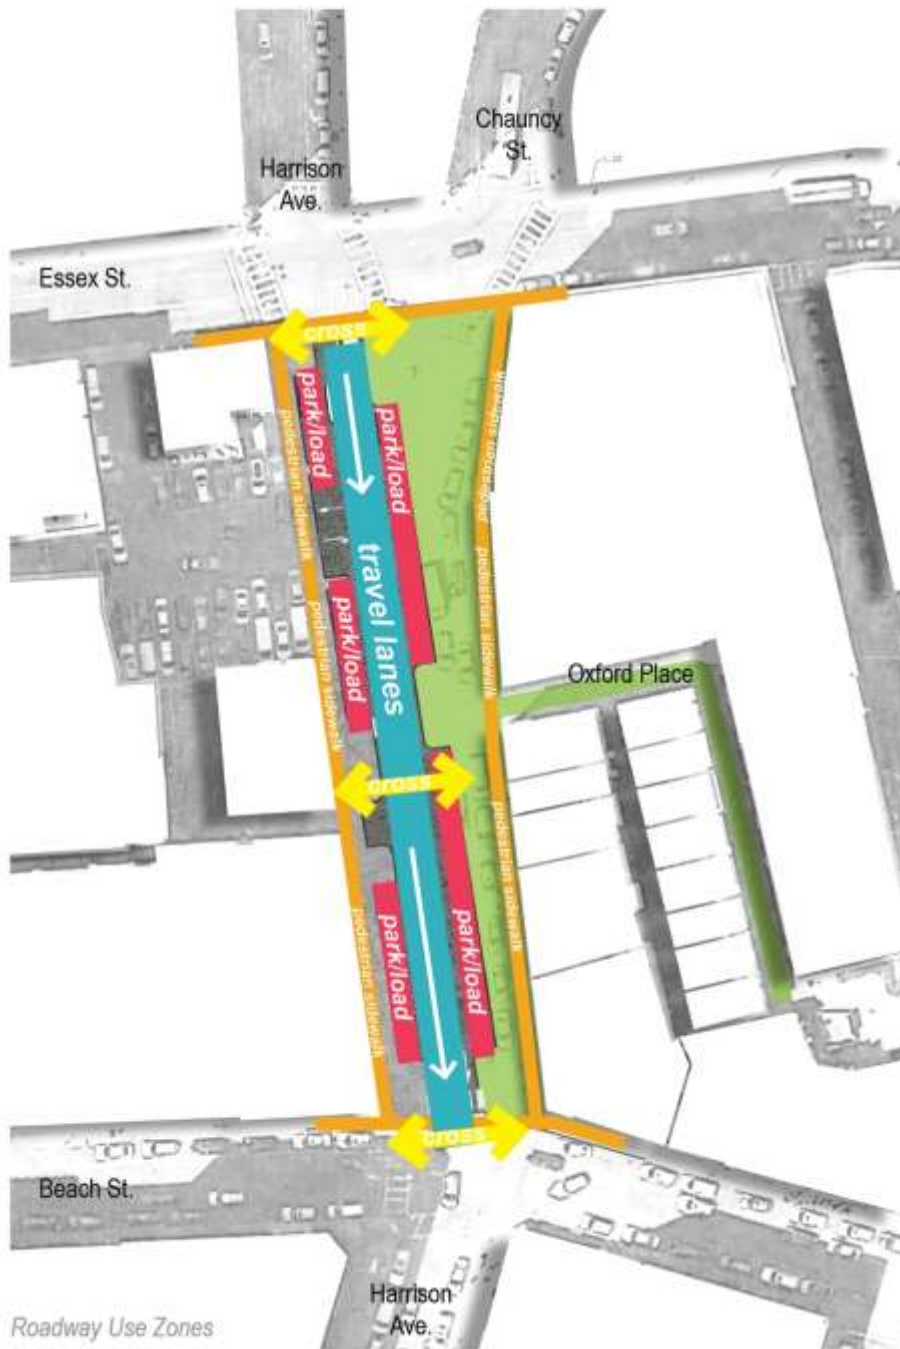 Chauncy
St.
Harrison
Ave.
Essex St.
cross
park/load
park/load
pedestrian sidewalk
pedestrian sidewalk
travel lanes
pedestrian sidewalk
park/load
pedestrian sidewalk
Oxford Place
cross
pedestrian sidewalk
park/load
park/load
pedestrian sidewalk
cross
Beach St.
Harrison
Ave.
Roadway Use Zones